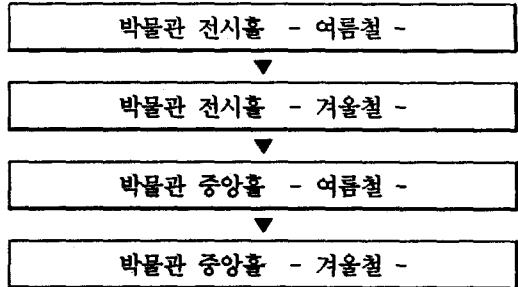 박물관 전시홀 - 여름철 -
박물관 전시홀 - 겨울철 -
박물관 중앙홀 - 여름철 -
박물관 중앙홀 - 겨울철 -